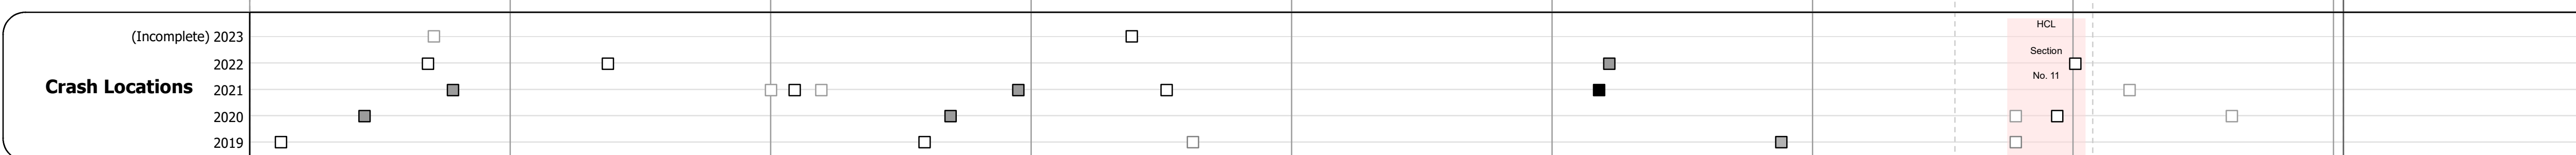 (Incomplete) 2023
2022
Crash Locations
2021
2020
2019
HCL
Section
No. 11